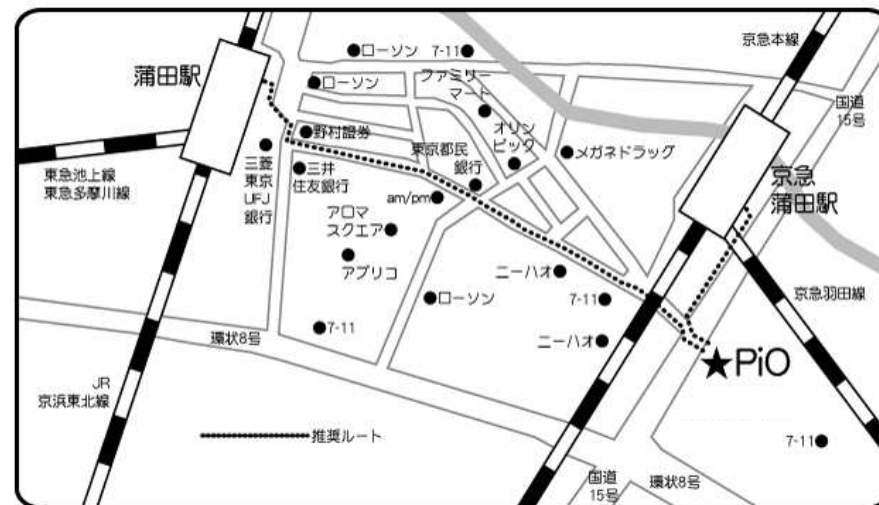 ローソン
7-11
京急本線
蒲田駅
ローソン
ファミリー
マート
国道
15号
野村證券
オリン
ピック
東京都民
銀行
メガネドラッグ
東急池上線
東急多摩川線
三菱
東京
UFJ
銀行
三井
住友銀行
am/pm
京急
蒲田駅
アロマ
スクエア
アプリコ
ニーハオ
ローソン
7-11
京急羽田線
7-11
環状8号
ニーハオ
★PiO
JR
京浜東北線
推奨ルート
7-11
国道
15号
環状8号